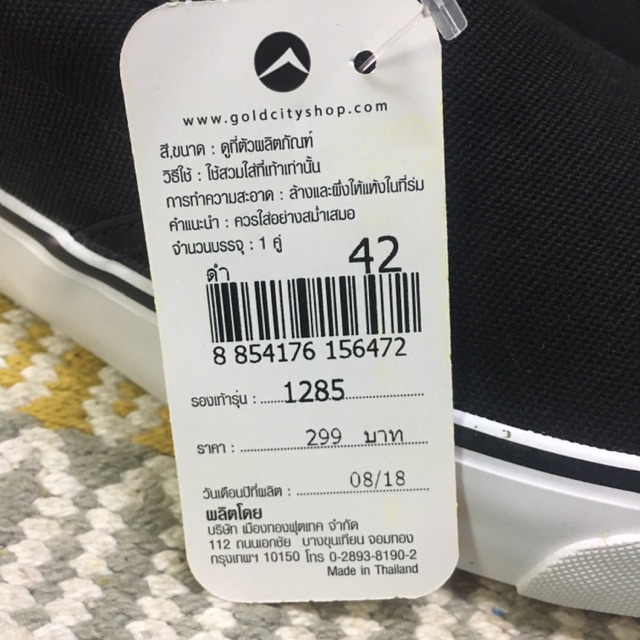 www.goldcityshop.com
สี,ขนาด : ดูที่ตัวผลิตภัณฑ์
วิธีใช้ : ใช้สวมใส่ที่เท้าเท่านั้น
การทำความสะอาด : ล้างและผึ่งให้แห้งในที่ร่ม
คำแนะนำ : ควรใส่อย่างสม่ำเสมอ
จำนวนบรรจุ : 1 คู่
ดำ 42
8 854176 156472
รองเท้ารุ่น : 1285
ราคา : 299 บาท
วันเดือนปีที่ผลิต : 08/18
ผลิตโดย
บริษัท เมืองทองฟุตเทค จำกัด
112 ถนนเอกชัย บางขุนเทียน จอมทอง
กรุงเทพฯ 10150 โทร 0-2893-8190-2
Made in Thailand